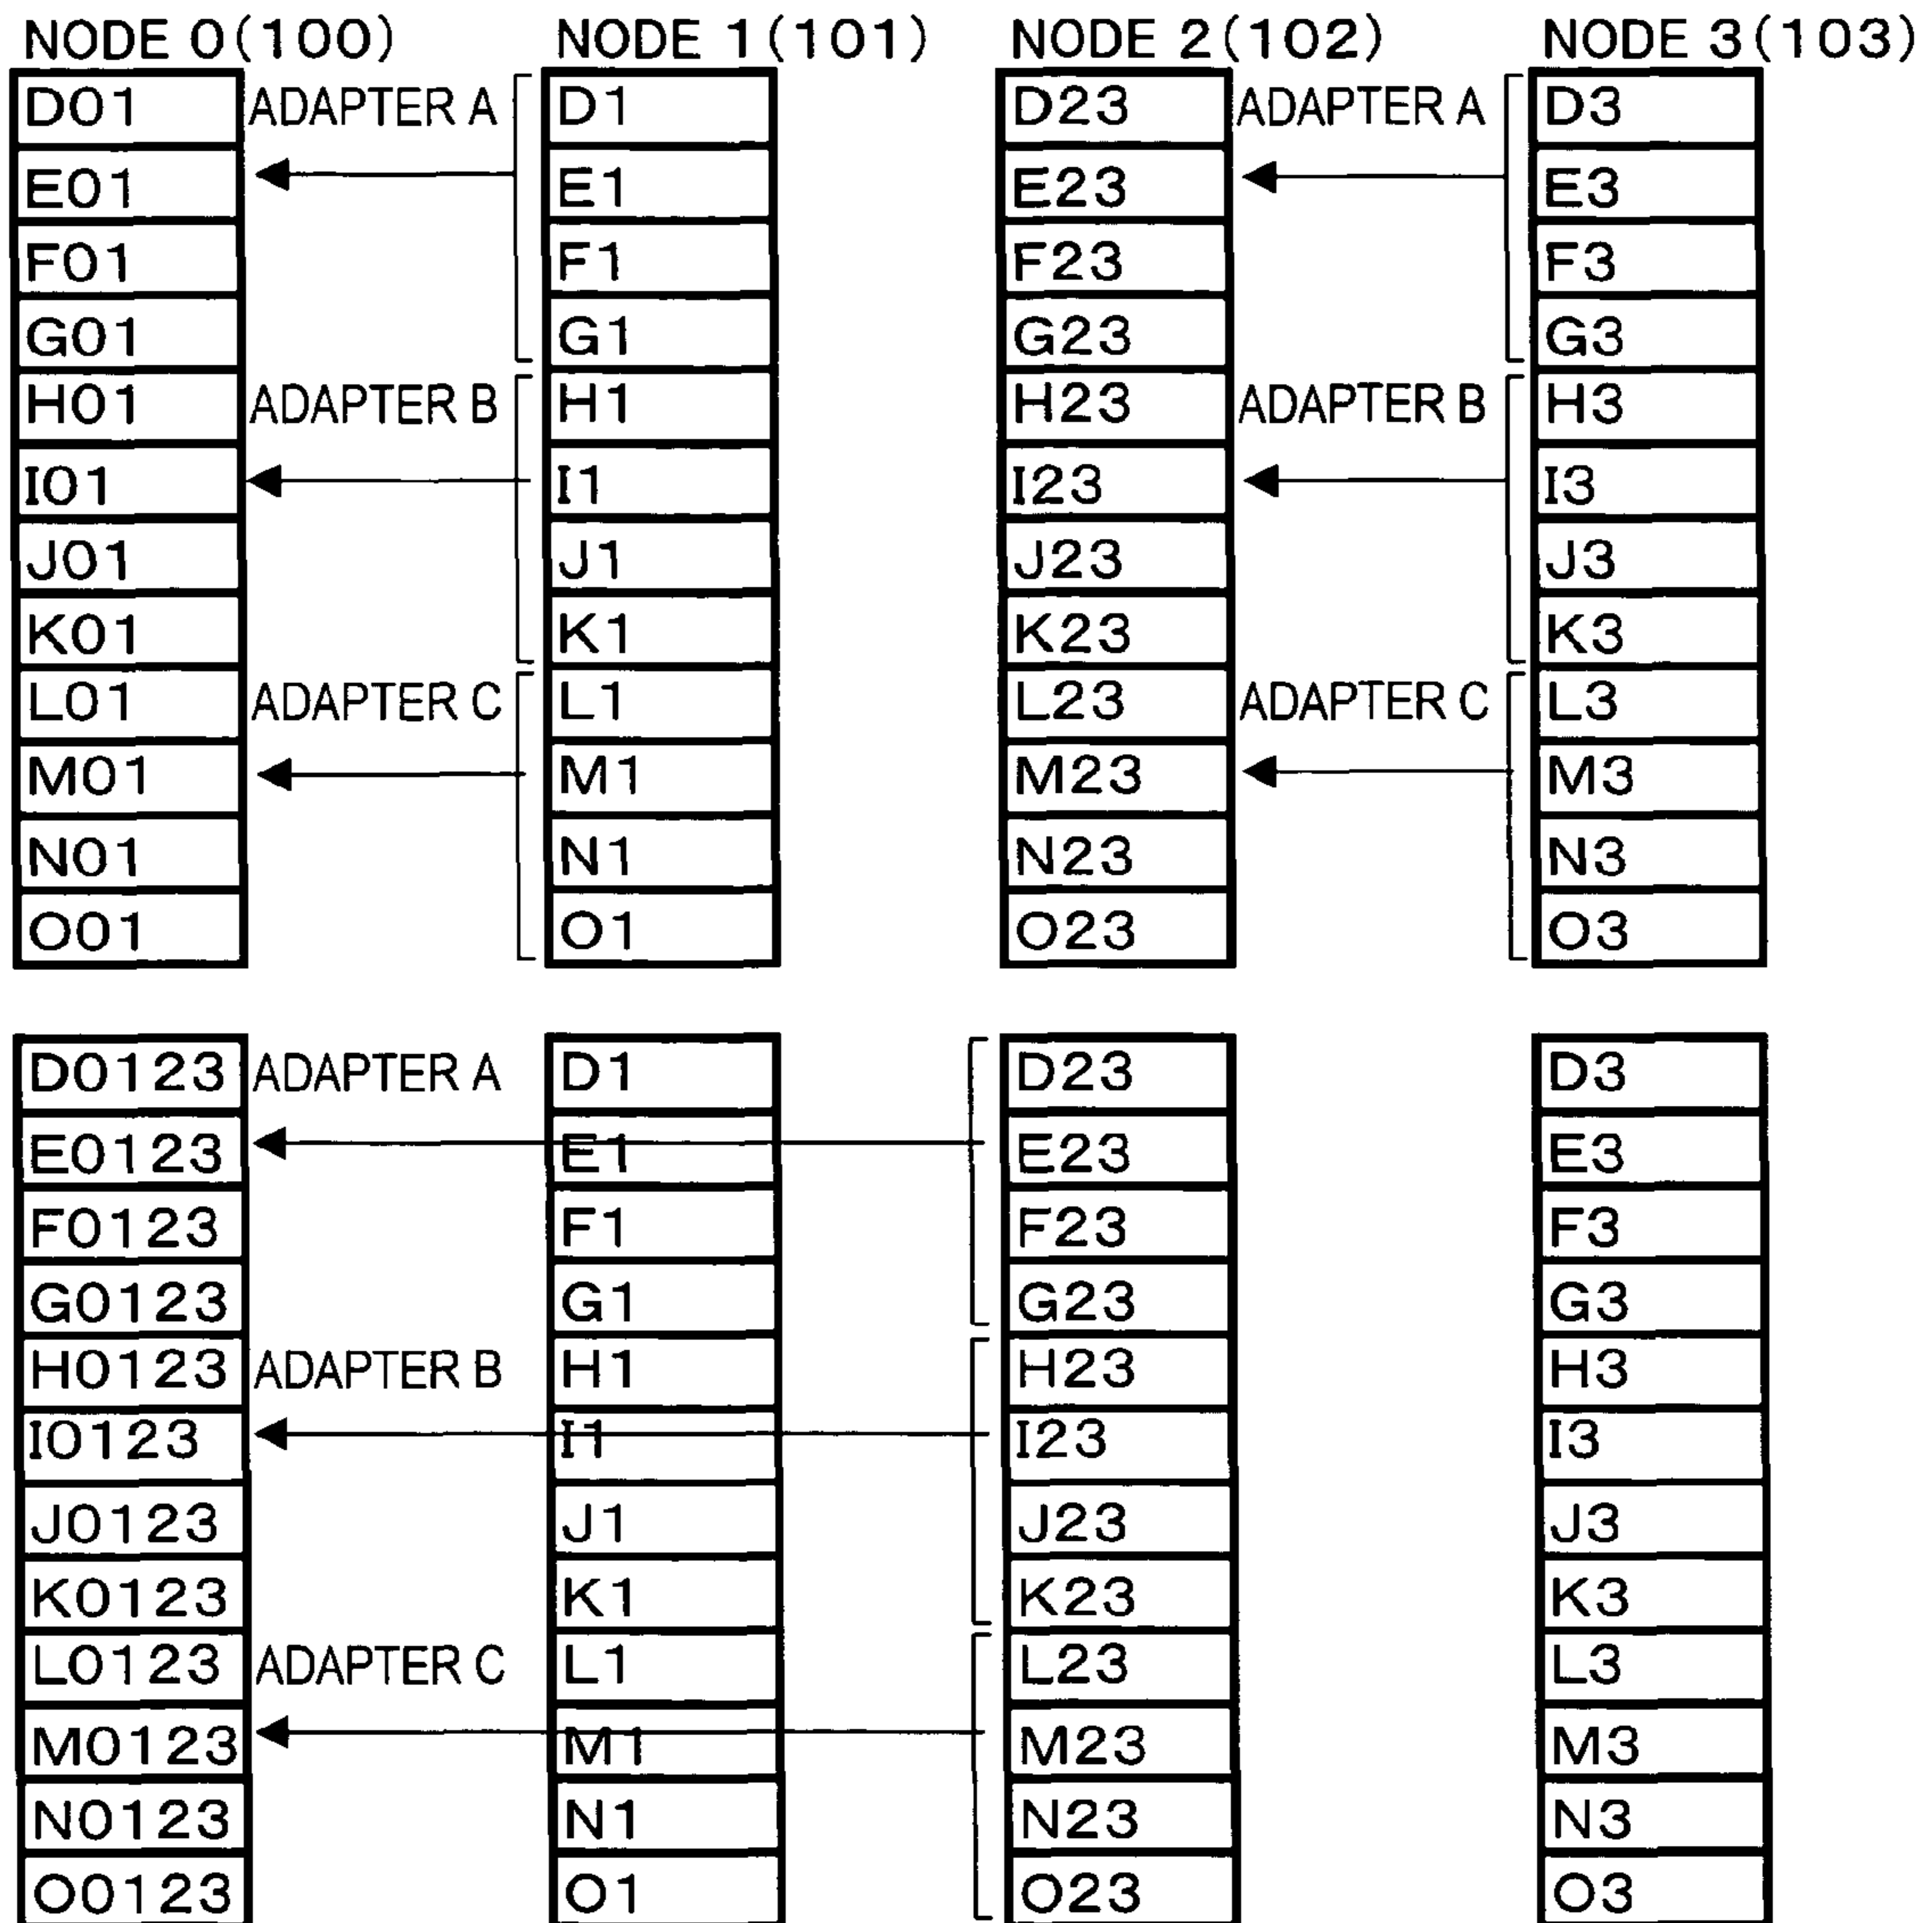 NODE 0(100) NODE 1(101) NODE 2(102) NODE 3(103)
D01 ADAPTER A D1 D23 ADAPTER A D3
E01 E1 E23 E3
F01 F1 F23 F3
G01 G1 G23 G3
H01 ADAPTER B H1 H23 ADAPTER B H3
I01 I1 I23 I3
J01 J1 J23 J3
K01 K1 K23 K3
L01 ADAPTER C L1 L23 ADAPTER C L3
M01 M1 M23 M3
N01 N1 N23 N3
O01 O1 O23 O3
D0123 ADAPTER A D1 D23 D3
E0123 E1 E23 E3
F0123 F1 F23 F3
G0123 G1 G23 G3
H0123 ADAPTER B H1 H23 H3
I0123 I1 I23 I3
J0123 J1 J23 J3
K0123 K1 K23 K3
L0123 ADAPTER C L1 L23 L3
M0123 M1 M23 M3
N0123 N1 N23 N3
O0123 O1 O23 O3